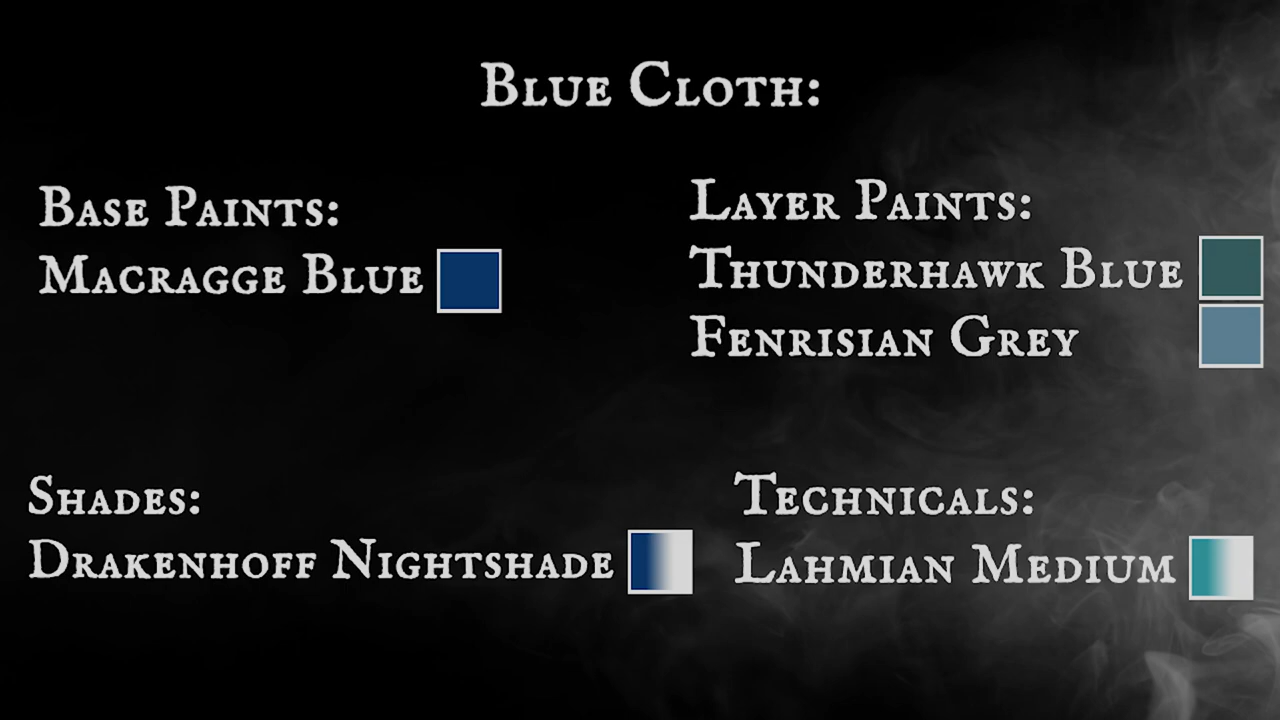 Blue Cloth:
Base Paints:
Macragge Blue
Layer Paints:
Thunderhawk Blue
Fenrisian Grey
Shades:
Drakenhoff Nightshade
Technicals:
Lahmian Medium